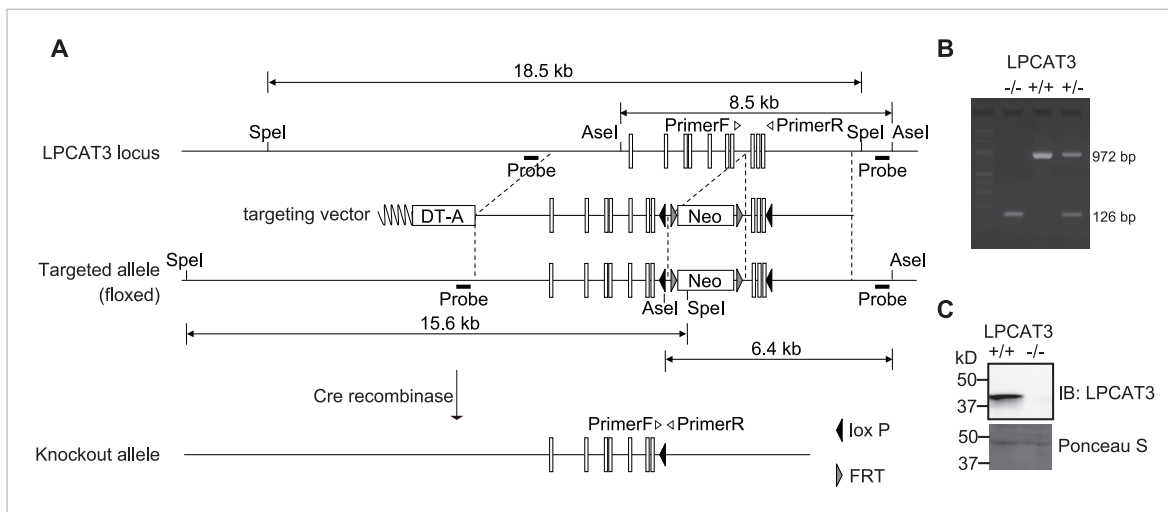 A
18.5 kb
8.5 kb
SpeI
AseI
PrimerF
PrimerR
SpeI
AseI
LPCAT3 locus
Probe
Probe
targeting vector
DT-A
Neo
SpeI
AseI
Targeted allele
(floxed)
Neo
Probe
Probe
AseI
SpeI
15.6 kb
6.4 kb
Cre recombinase
PrimerF
PrimerR
Knockout allele
lox P
FRT
B
LPCAT3
-/- +/+ +/-
972 bp
126 bp
C
LPCAT3
kD +/+ -/-
50
37
IB: LPCAT3
50
37
Ponceau S